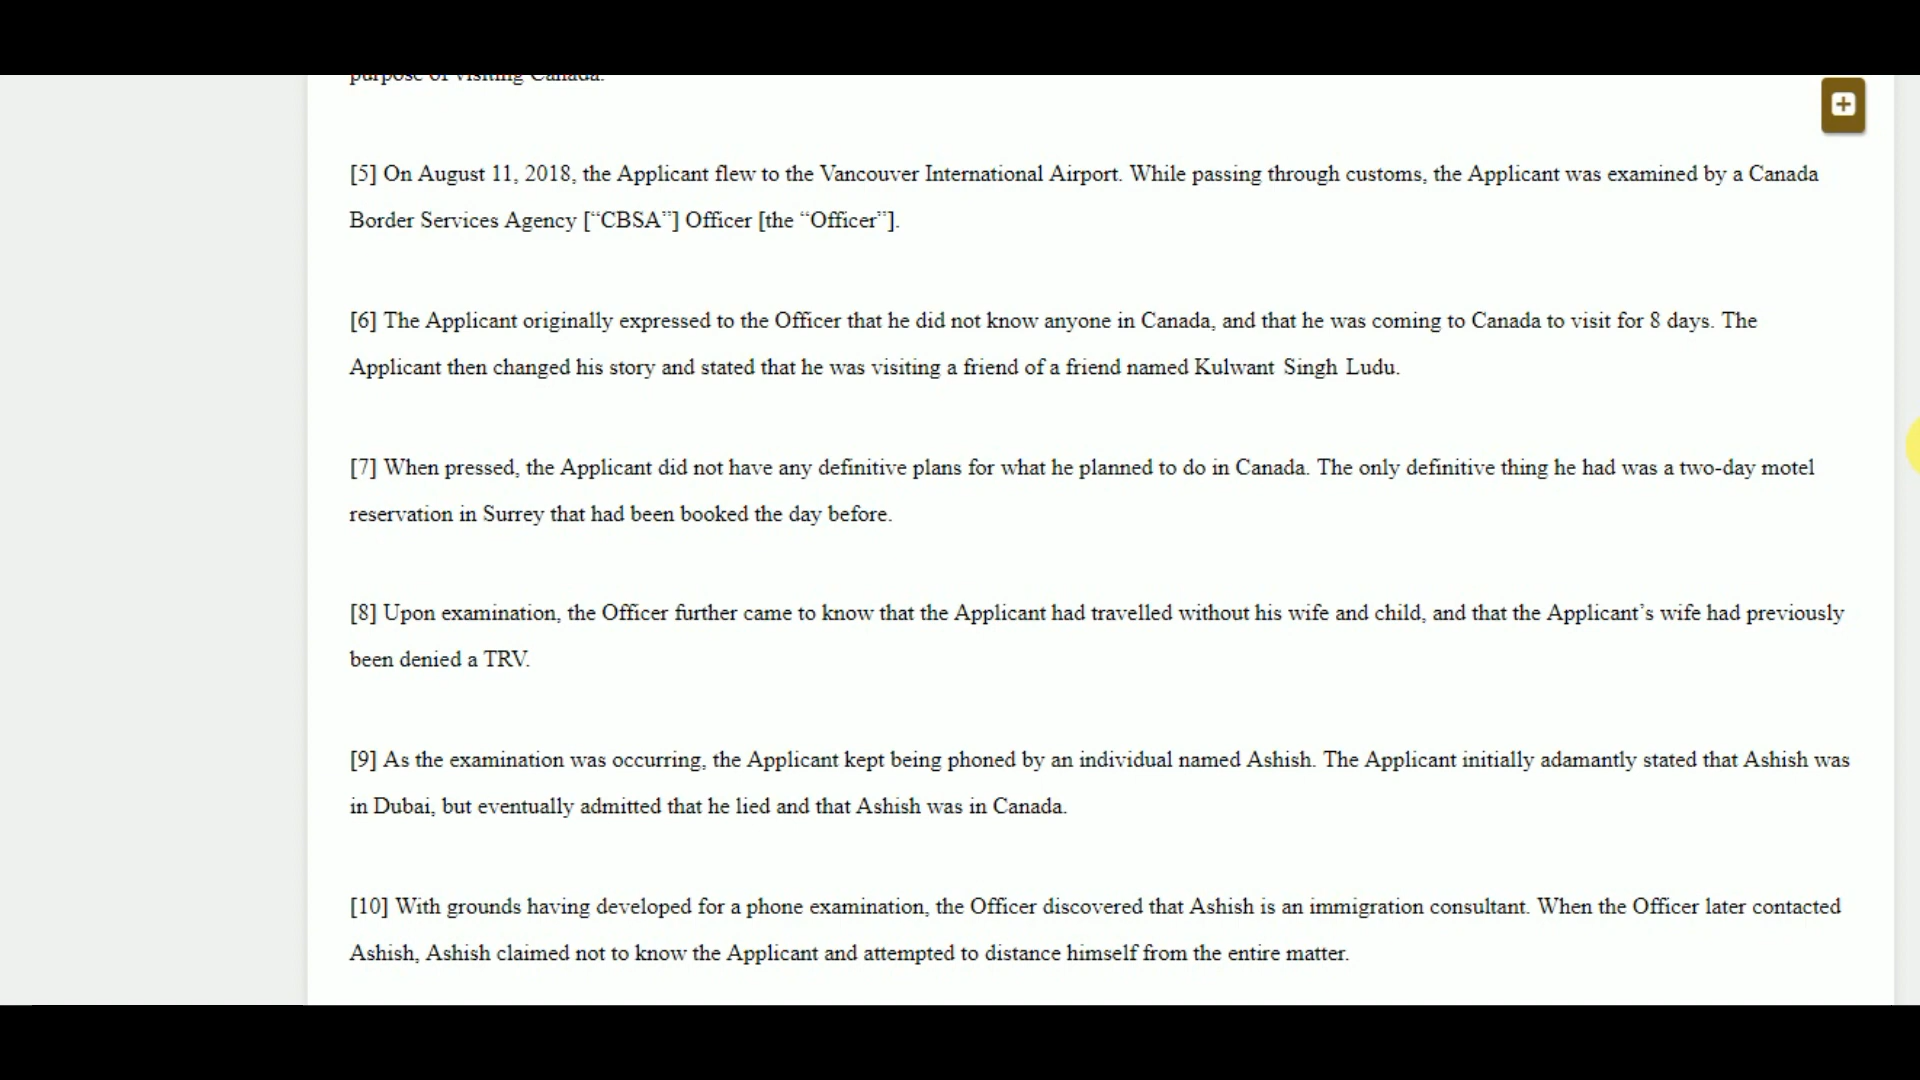 purpose of visiting Canada.
[5] On August 11, 2018, the Applicant flew to the Vancouver International Airport. While passing through customs, the Applicant was examined by a Canada
Border Services Agency [“CBSA”] Officer [the “Officer”].
[6] The Applicant originally expressed to the Officer that he did not know anyone in Canada, and that he was coming to Canada to visit for 8 days. The
Applicant then changed his story and stated that he was visiting a friend of a friend named Kulwant Singh Ludu.
[7] When pressed, the Applicant did not have any definitive plans for what he planned to do in Canada. The only definitive thing he had was a two-day motel
reservation in Surrey that had been booked the day before.
[8] Upon examination, the Officer further came to know that the Applicant had travelled without his wife and child, and that the Applicant’s wife had previously
been denied a TRV.
[9] As the examination was occurring, the Applicant kept being phoned by an individual named Ashish. The Applicant initially adamantly stated that Ashish was
in Dubai, but eventually admitted that he lied and that Ashish was in Canada.
[10] With grounds having developed for a phone examination, the Officer discovered that Ashish is an immigration consultant. When the Officer later contacted
Ashish, Ashish claimed not to know the Applicant and attempted to distance himself from the entire matter.